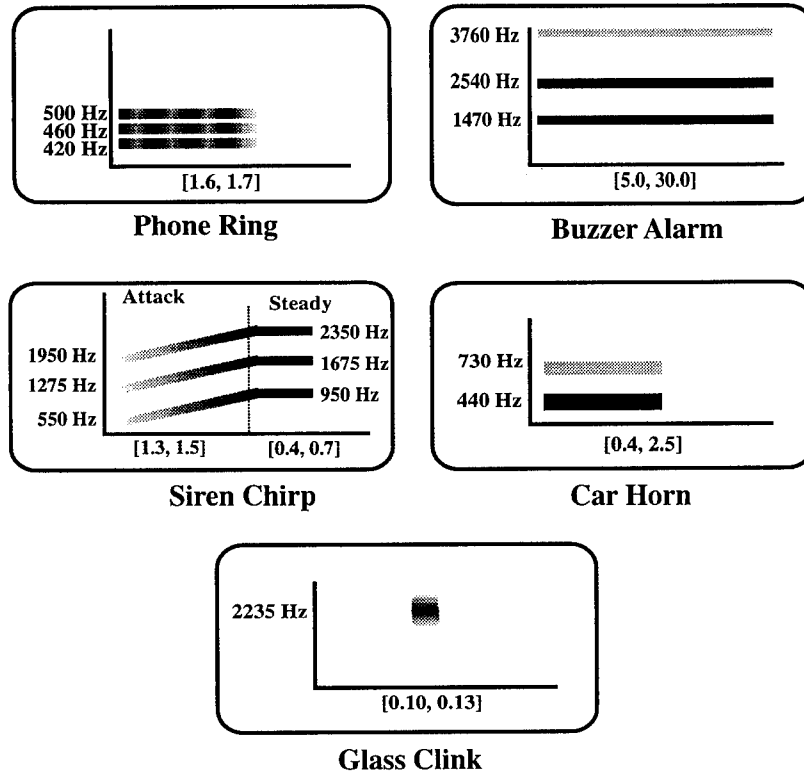 500 Hz
460 Hz
420 Hz
[1.6, 1.7]
Phone Ring
3760 Hz
2540 Hz
1470 Hz
[5.0, 30.0]
Buzzer Alarm
Attack
Steady
1950 Hz
1275 Hz
550 Hz
2350 Hz
1675 Hz
950 Hz
[1.3, 1.5]
[0.4, 0.7]
Siren Chirp
730 Hz
440 Hz
[0.4, 2.5]
Car Horn
2235 Hz
[0.10, 0.13]
Glass Clink